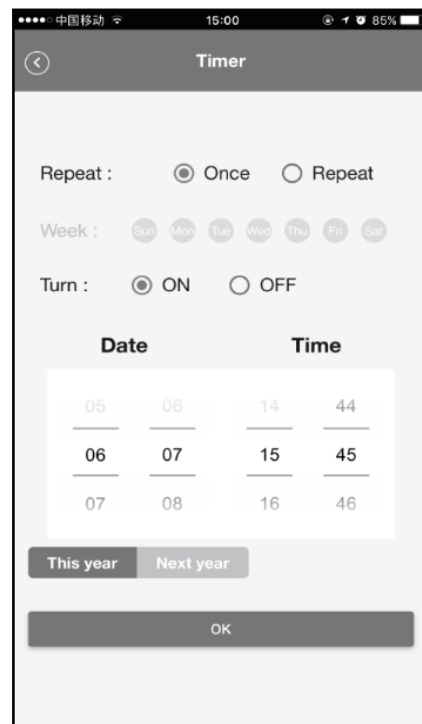 中国移动 15:00 85%
Timer
Repeat : Once Repeat
Week : Sun Mon Tue Wed Thu Fri Sat
Turn : ON OFF
Date Time
05 06 14 44
06 07 15 45
07 08 16 46
This year Next year
OK